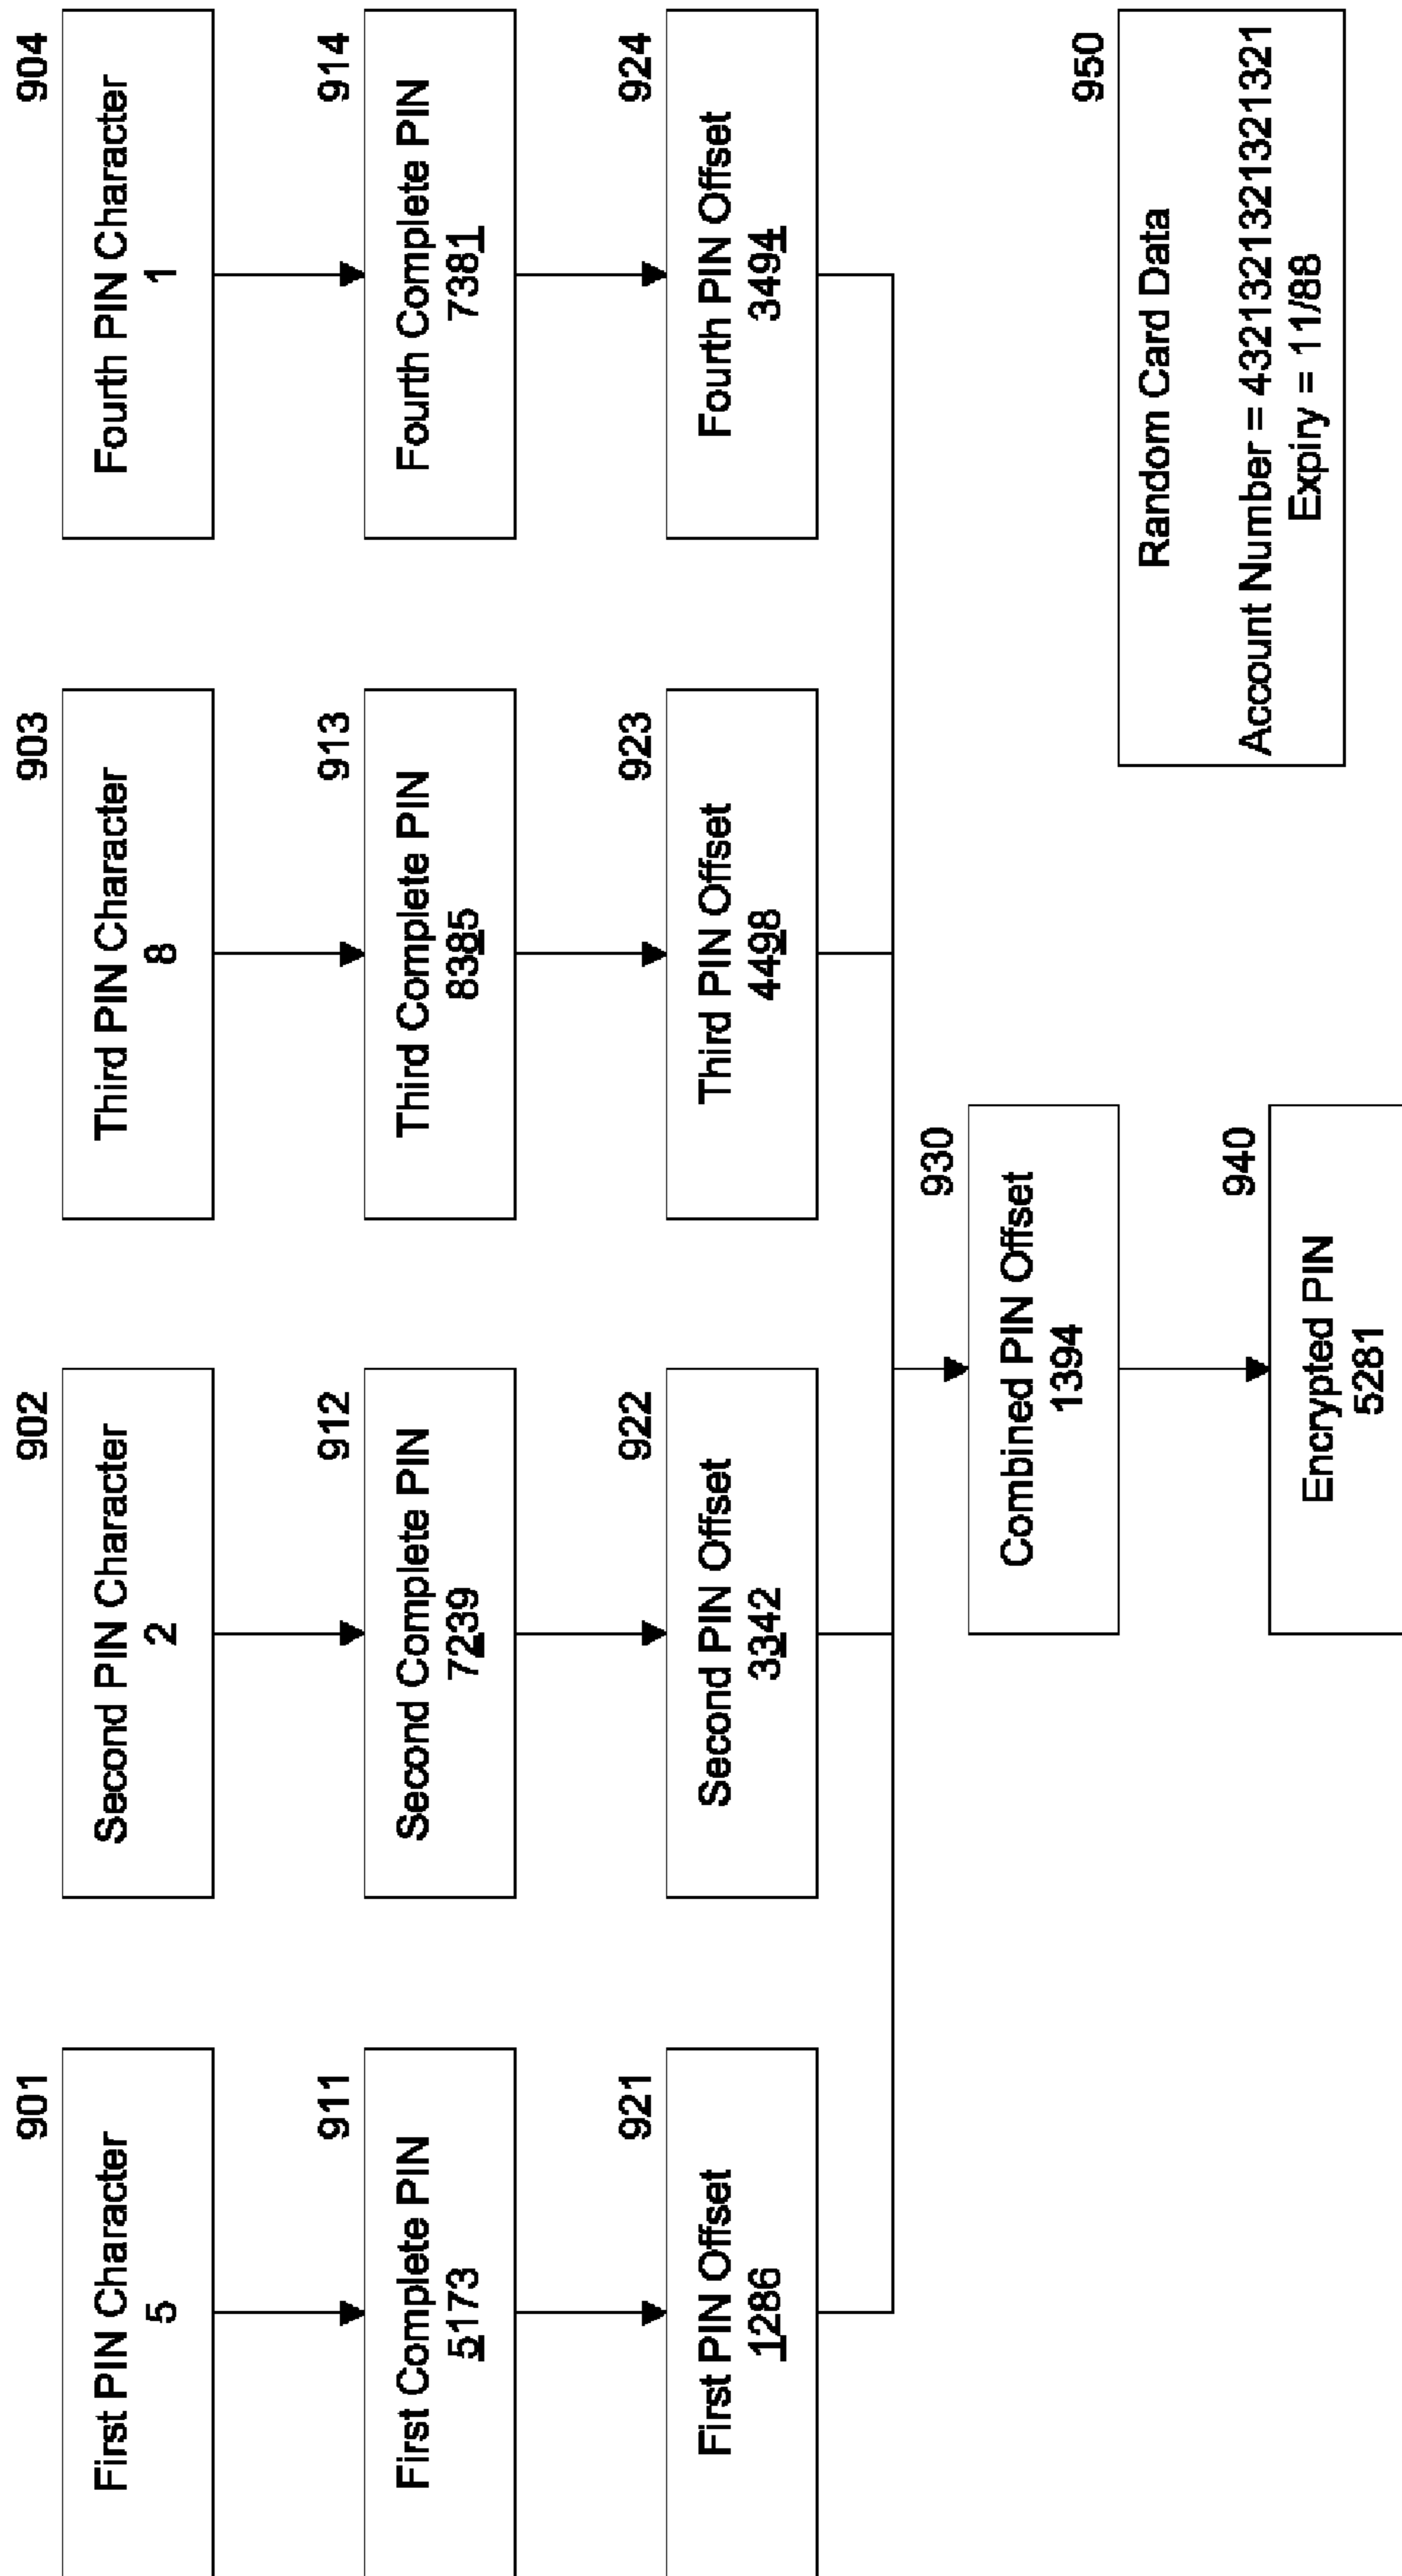 901
First PIN Character
5
902
Second PIN Character
2
903
Third PIN Character
8
904
Fourth PIN Character
1
911
First Complete PIN
5173
912
Second Complete PIN
7239
913
Third Complete PIN
8385
914
Fourth Complete PIN
7381
921
First PIN Offset
1286
922
Second PIN Offset
3342
923
Third PIN Offset
4498
924
Fourth PIN Offset
3494
930
Combined PIN Offset
1394
940
Encrypted PIN
5281
950
Random Card Data
Account Number = 4321321321321321
Expiry = 11/88